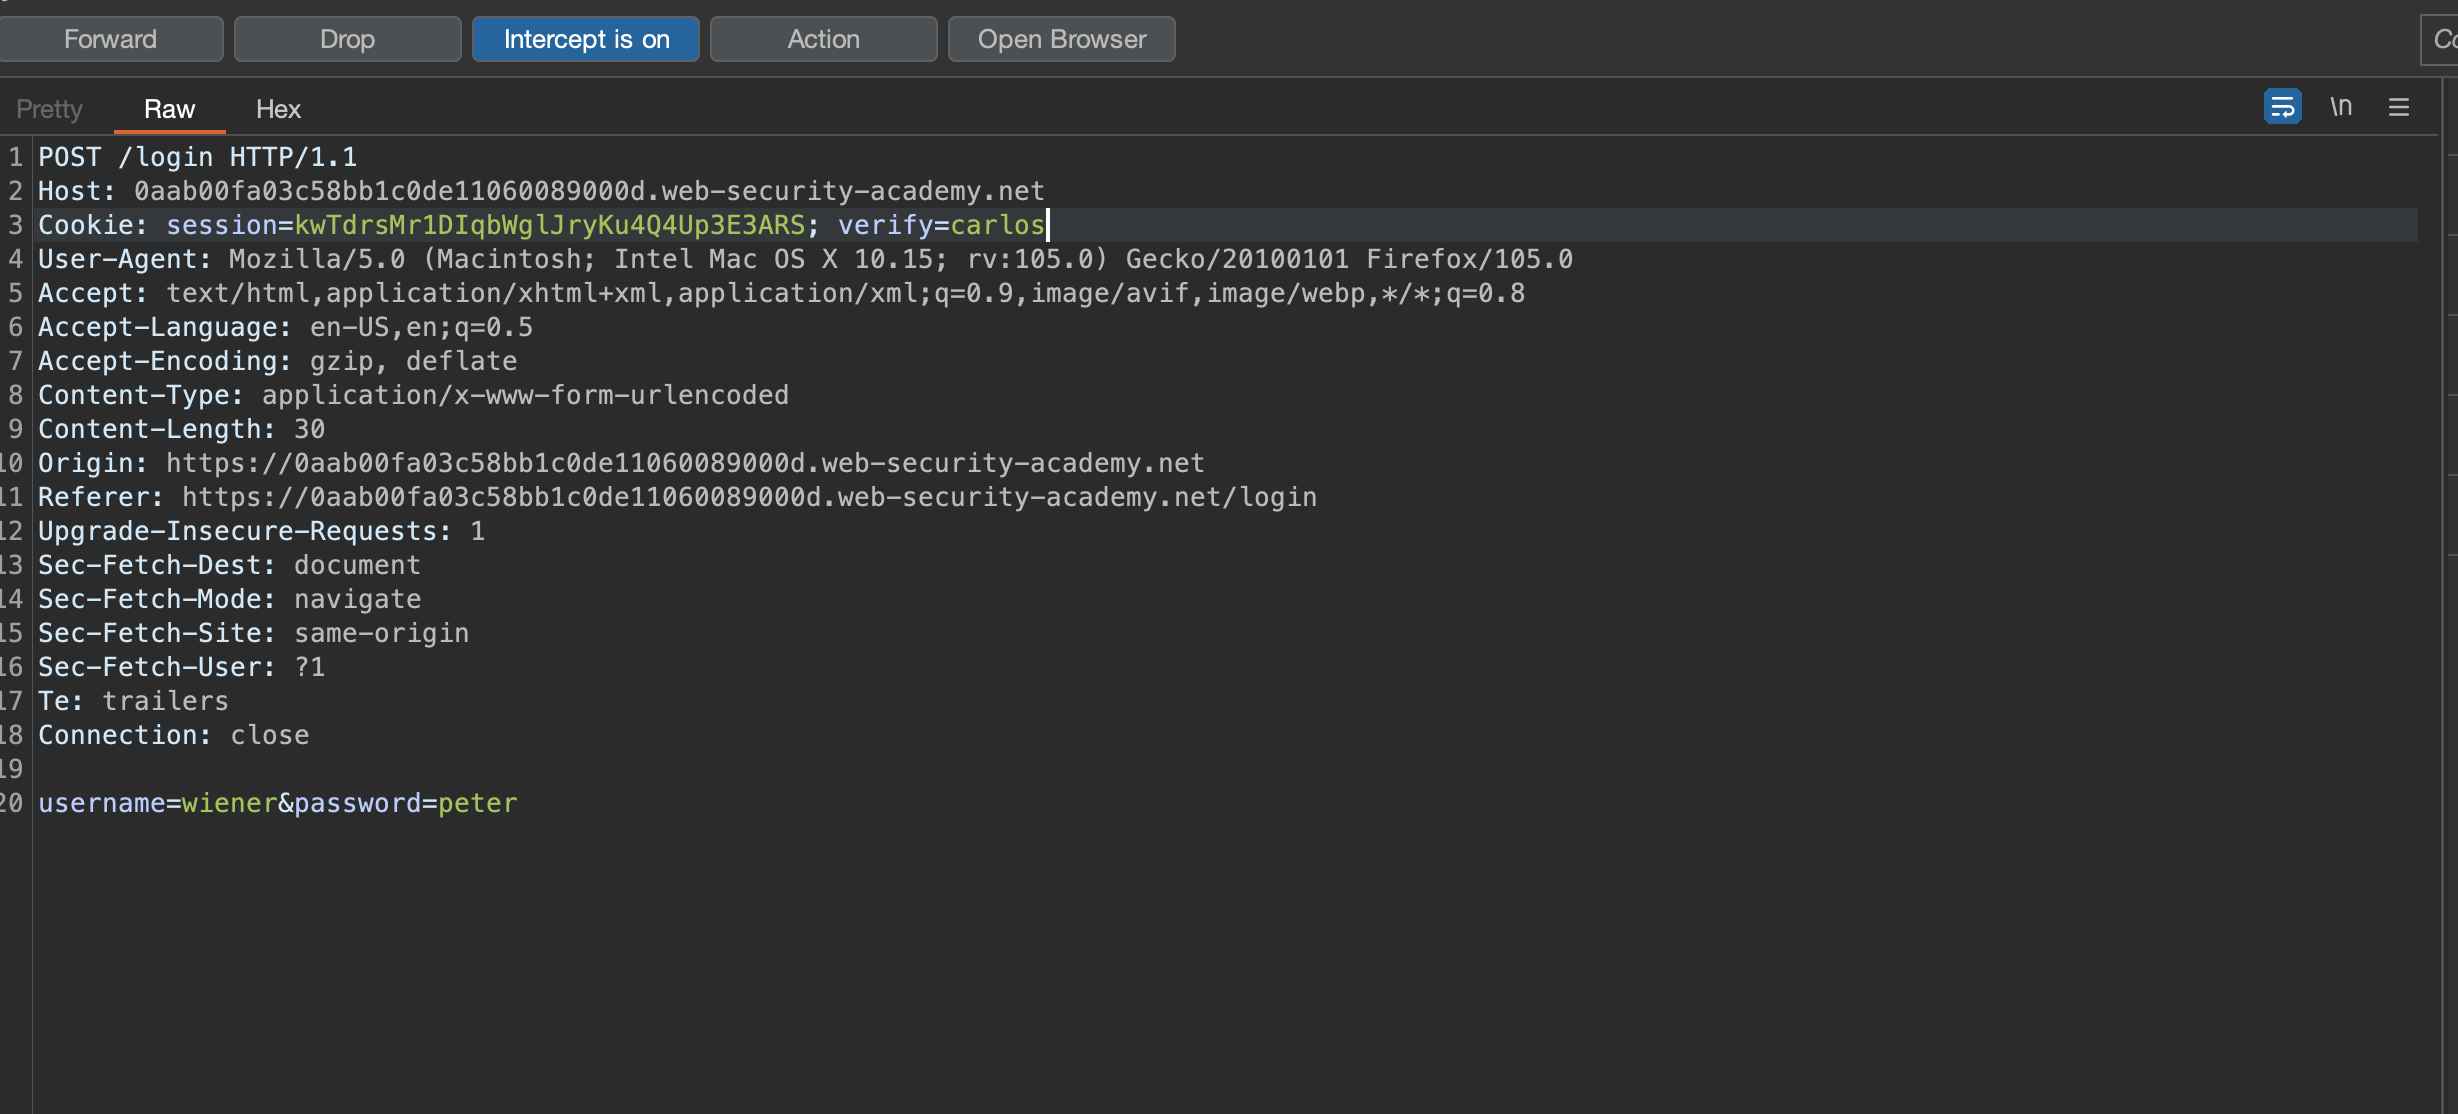 Forward Drop Intercept is on Action Open Browser
Pretty Raw Hex \n
1 POST /login HTTP/1.1
2 Host: 0aab00fa03c58bb1c0de11060089000d.web-security-academy.net
3 Cookie: session=kwTdrsMr1DIqbWglJryKu4Q4Up3E3ARS; verify=carlos
4 User-Agent: Mozilla/5.0 (Macintosh; Intel Mac OS X 10.15; rv:105.0) Gecko/20100101 Firefox/105.0
5 Accept: text/html,application/xhtml+xml,application/xml;q=0.9,image/avif,image/webp,*/*;q=0.8
6 Accept-Language: en-US,en;q=0.5
7 Accept-Encoding: gzip, deflate
8 Content-Type: application/x-www-form-urlencoded
9 Content-Length: 30
10 Origin: https://0aab00fa03c58bb1c0de11060089000d.web-security-academy.net
11 Referer: https://0aab00fa03c58bb1c0de11060089000d.web-security-academy.net/login
12 Upgrade-Insecure-Requests: 1
13 Sec-Fetch-Dest: document
14 Sec-Fetch-Mode: navigate
15 Sec-Fetch-Site: same-origin
16 Sec-Fetch-User: ?1
17 Te: trailers
18 Connection: close
19
20 username=wiener&password=peter